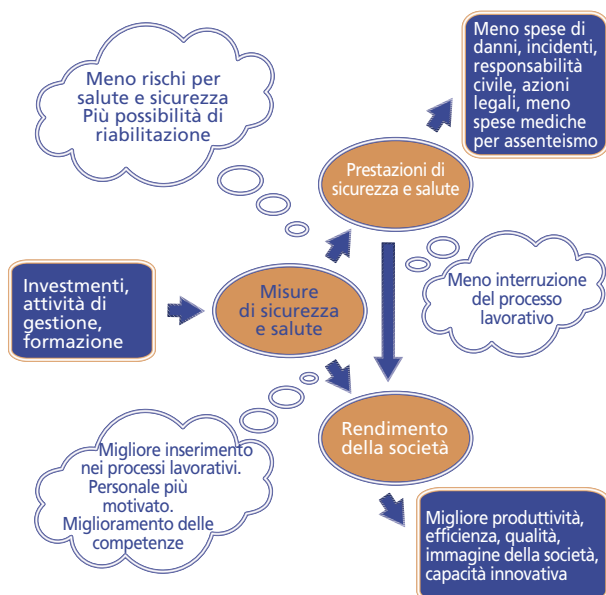 Meno rischi per
salute e sicurezza
Più possibilità di
riabilitazione
Meno spese di
danni, incidenti,
responsabilità
civile, azioni
legali, meno
spese mediche
per assenteismo
Prestazioni di
sicurezza e salute
Investimenti,
attività di
gestione,
formazione
Misure
di sicurezza
e salute
Meno interruzione
del processo
lavorativo
Migliore inserimento
nei processi lavorativi.
Personale più
motivato.
Miglioramento delle
competenze
Rendimento
della società
Migliore produttività,
efficienza, qualità,
immagine della società,
capacità innovativa